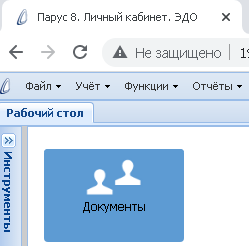 Парус 8. Личный кабинет. ЭДО
Не защищено
Файл Учёт Функции Отчёты
Рабочий стол
Инструменты
Документы